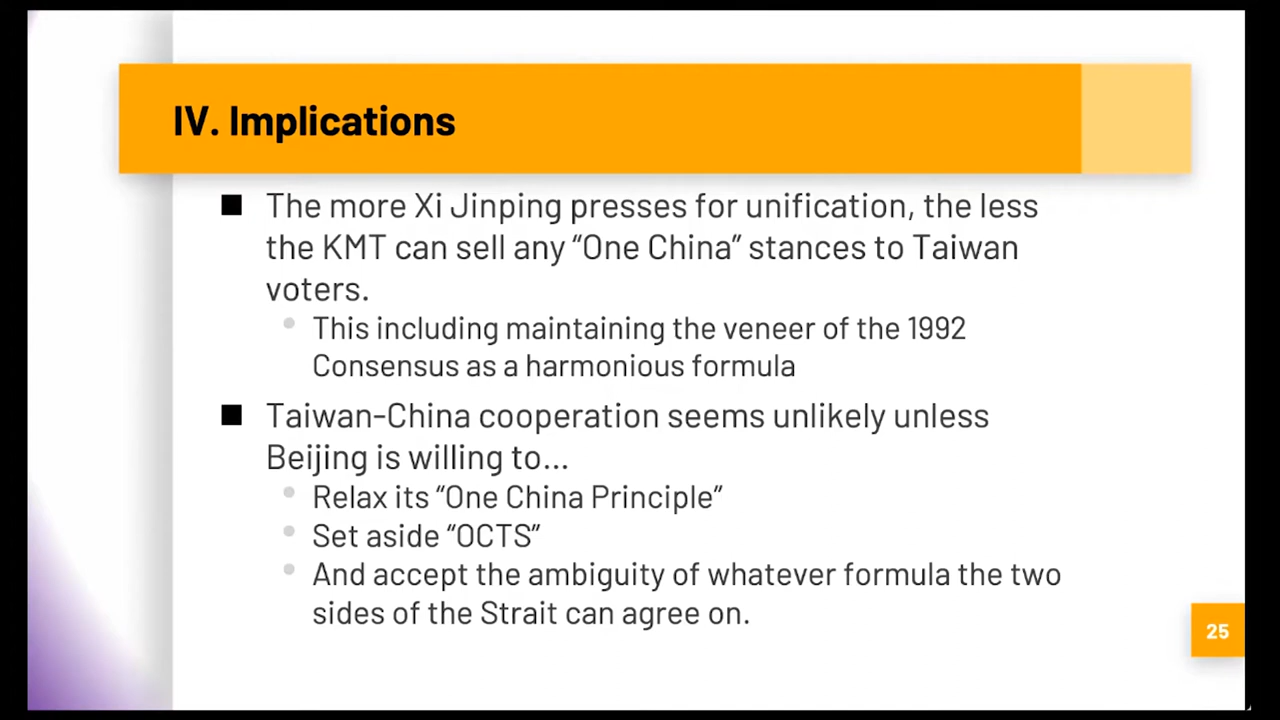 IV. Implications
■ The more Xi Jinping presses for unification, the less
the KMT can sell any “One China” stances to Taiwan
voters.
• This including maintaining the veneer of the 1992
Consensus as a harmonious formula
■ Taiwan-China cooperation seems unlikely unless
Beijing is willing to...
• Relax its “One China Principle”
• Set aside “OCTS”
• And accept the ambiguity of whatever formula the two
sides of the Strait can agree on.
25